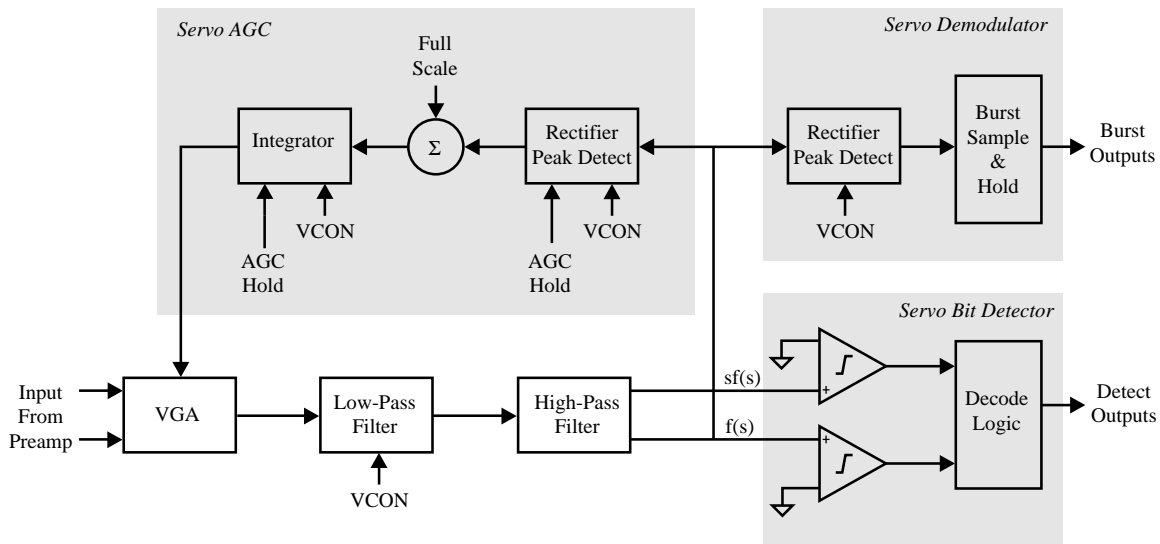 Servo AGC
Full
Scale
Integrator
Σ
Rectifier
Peak Detect
VCON
VCON
AGC
Hold
AGC
Hold
Servo Demodulator
Rectifier
Peak Detect
Burst
Sample
&
Hold
Burst
Outputs
VCON
Servo Bit Detector
Input
From
Preamp
VGA
Low-Pass
Filter
VCON
High-Pass
Filter
sf(s)
f(s)
+
+
Decode
Logic
Detect
Outputs